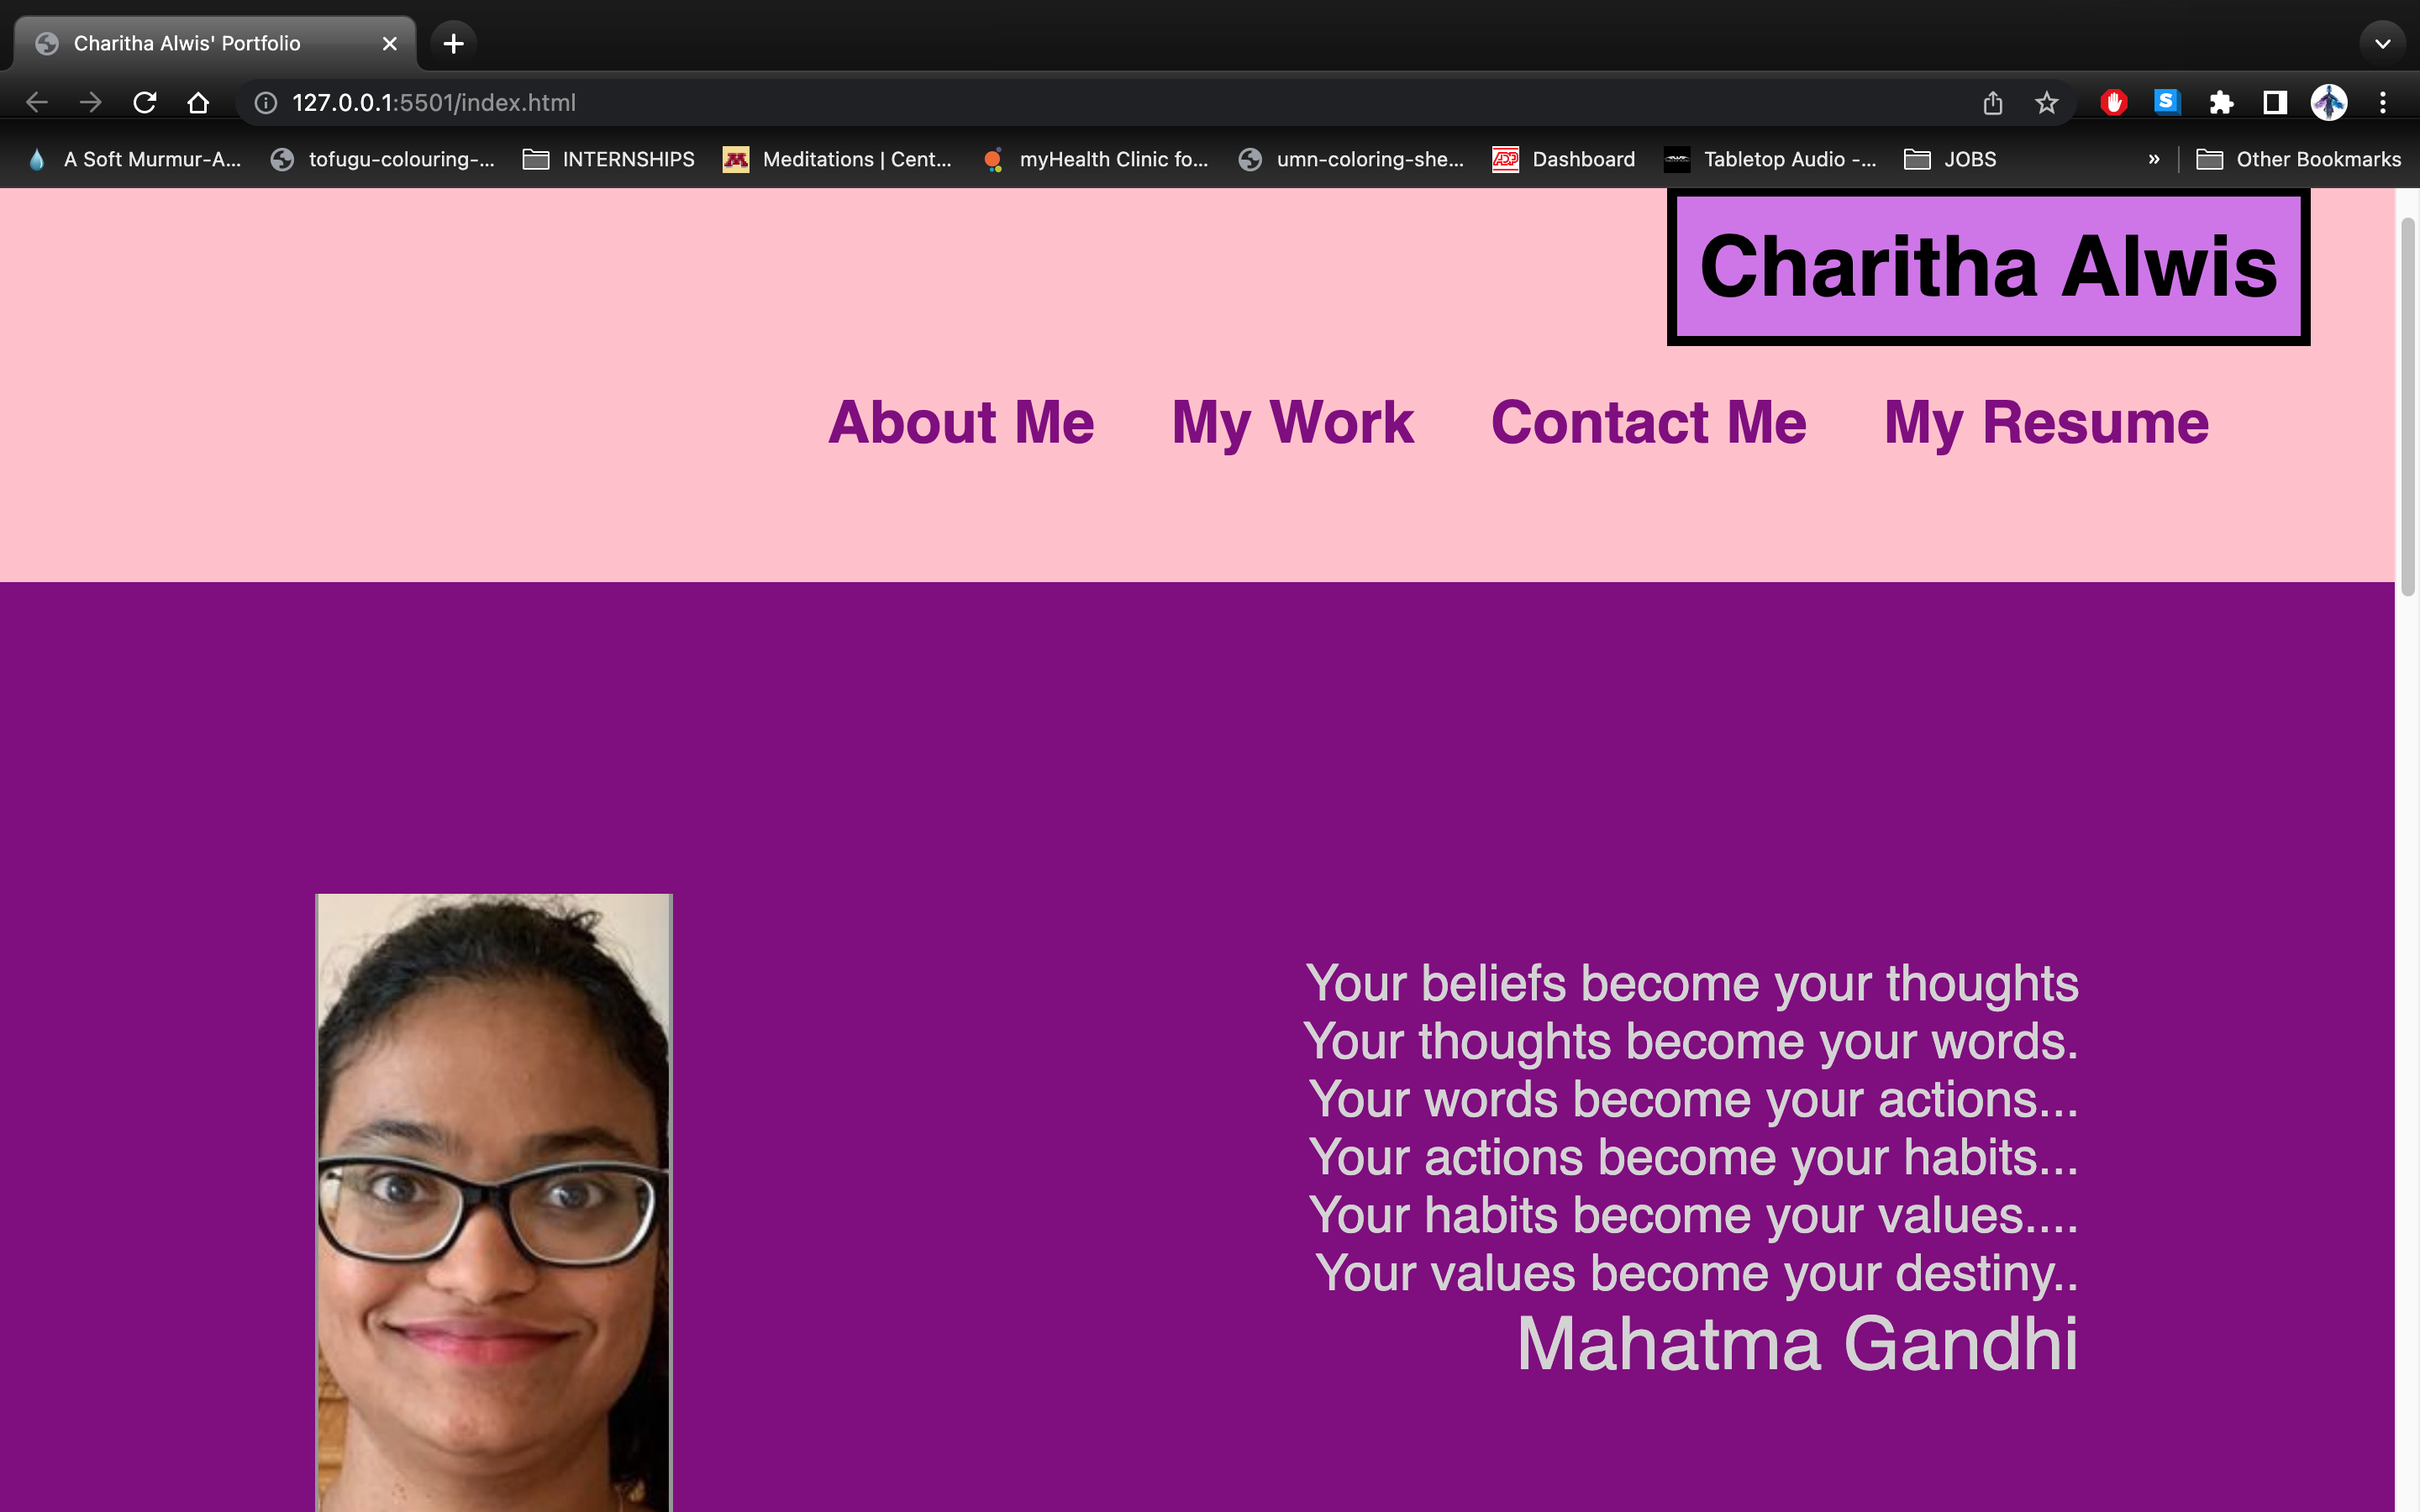 Charitha Alwis' Portfolio
127.0.0.1:5501/index.html
A Soft Murmur-A... tofugu-colouring-... INTERNSHIPS Meditations | Cent... myHealth Clinic fo... umn-coloring-she... ADP Dashboard Tabletop Audio -... JOBS » Other Bookmarks
Charitha Alwis
About Me My Work Contact Me My Resume
Your beliefs become your thoughts
Your thoughts become your words.
Your words become your actions...
Your actions become your habits...
Your habits become your values....
Your values become your destiny..
Mahatma Gandhi